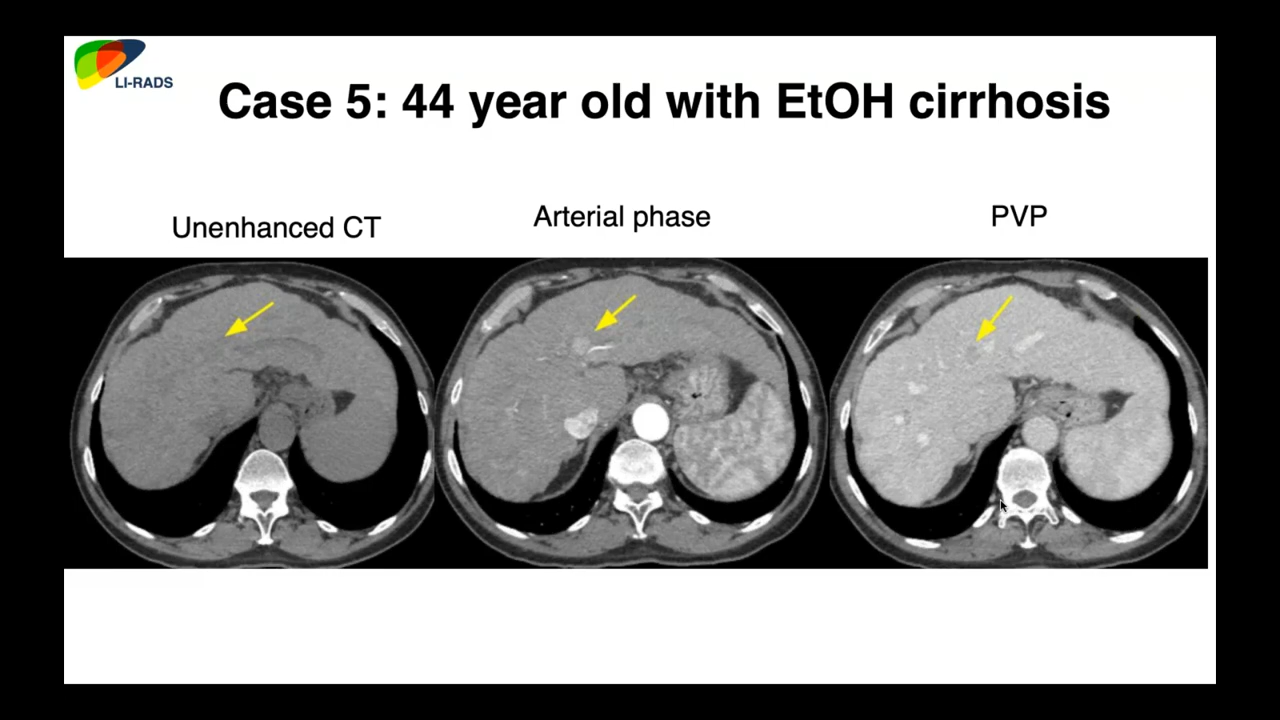 LI-RADS
Case 5: 44 year old with EtOH cirrhosis
Unenhanced CT
Arterial phase
PVP